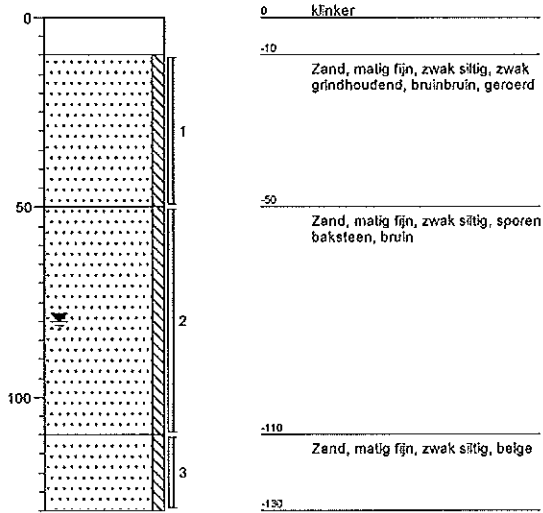 0
50
100
1
2
3
0 klinker
-10
Zand, matig fijn, zwak siltig, zwak
grindhoudend, bruinbruin, geroerd
-50
Zand, matig fijn, zwak siltig, sporen
baksteen, bruin
-110
Zand, matig fijn, zwak siltig, beige
-130